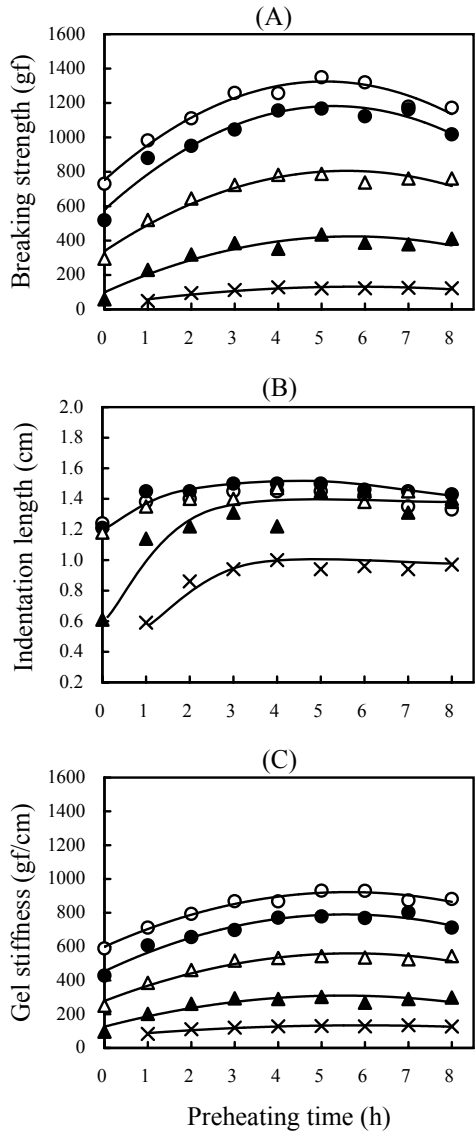 (A)
Breaking strength (gf)
1600
1400
1200
1000
800
600
400
200
0
0 1 2 3 4 5 6 7 8
(B)
Indentation length (cm)
2.0
1.8
1.6
1.4
1.2
1.0
0.8
0.6
0.4
0.2
0 1 2 3 4 5 6 7 8
(C)
Gel stiffness (gf/cm)
1600
1400
1200
1000
800
600
400
200
0
0 1 2 3 4 5 6 7 8
Preheating time (h)